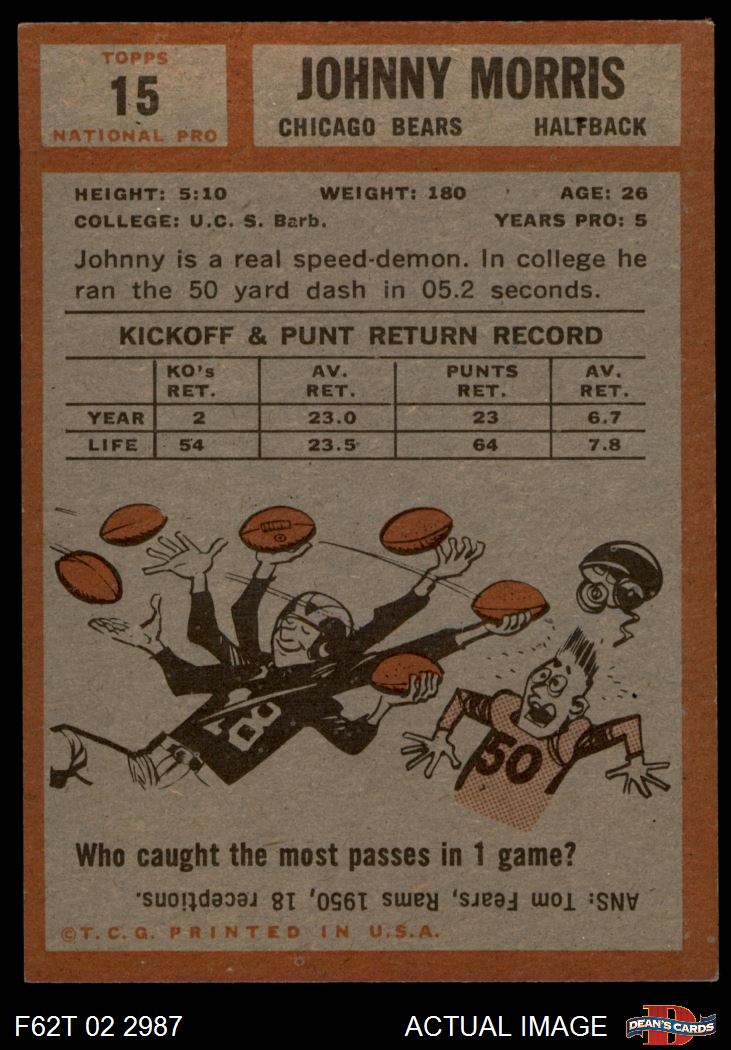 TOPPS
15
NATIONAL PRO
JOHNNY MORRIS
CHICAGO BEARS HALFBACK
HEIGHT: 5:10 WEIGHT: 180 AGE: 26
COLLEGE: U.C. S. Barb. YEARS PRO: 5
Johnny is a real speed-demon. In college he
ran the 50 yard dash in 05.2 seconds.
KICKOFF & PUNT RETURN RECORD
KO's AV. PUNTS AV.
RET. RET. RET. RET.
YEAR 2 23.0 23 6.7
LIFE 54 23.5 64 7.8
80
50
Who caught the most passes in 1 game?
ANS: Tom Fears, Rams 1950, 18 receptions.
©T.C.G. PRINTED IN U.S.A.
F62T 02 2987 ACTUAL IMAGE
D
DEAN'S CARDS